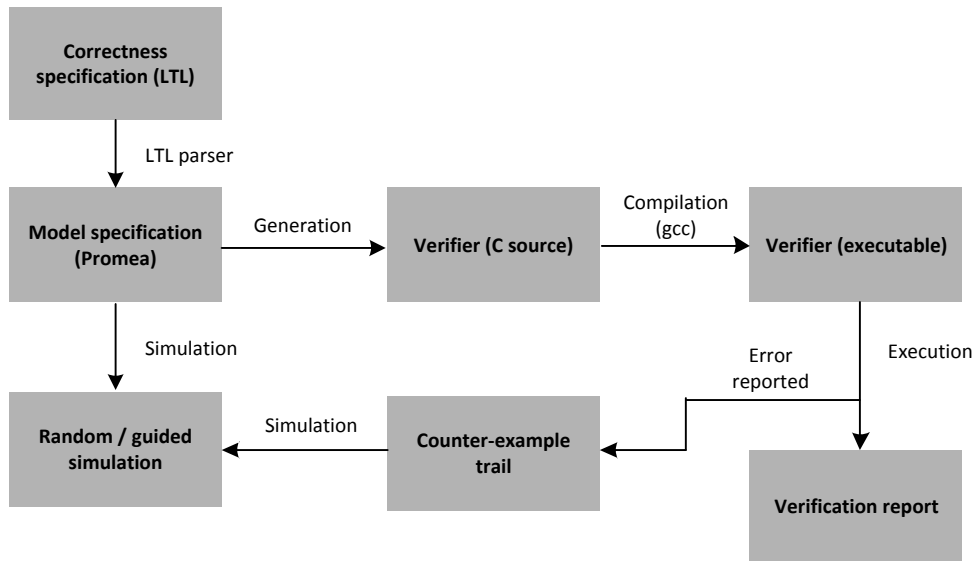 Correctness
specification (LTL)
LTL parser
Model specification
(Promea)
Generation
Verifier (C source)
Compilation
(gcc)
Verifier (executable)
Simulation
Error
reported
Execution
Random / guided
simulation
Simulation
Counter-example
trail
Verification report